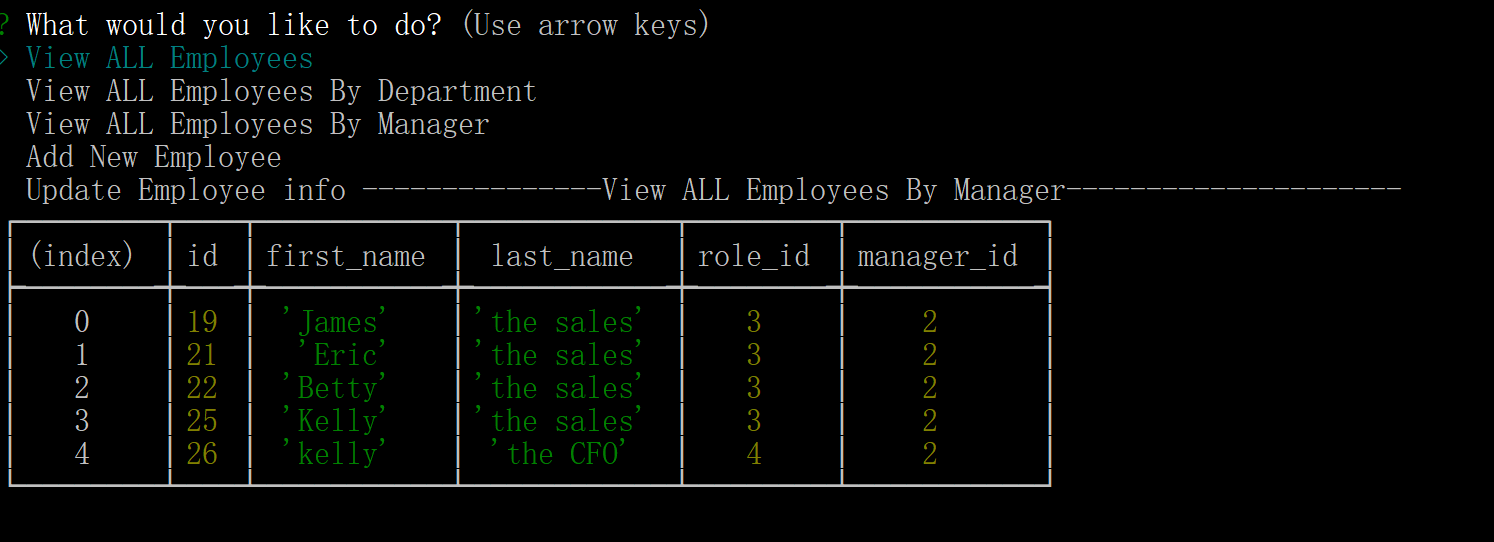 ? What would you like to do? (Use arrow keys)
> View ALL Employees
View ALL Employees By Department
View ALL Employees By Manager
Add New Employee
Update Employee info ---------------View ALL Employees By Manager---------------------
(index) id first_name last_name role_id manager_id
0 19 'James' 'the sales' 3 2
1 21 'Eric' 'the sales' 3 2
2 22 'Betty' 'the sales' 3 2
3 25 'Kelly' 'the sales' 3 2
4 26 'kelly' 'the CFO' 4 2